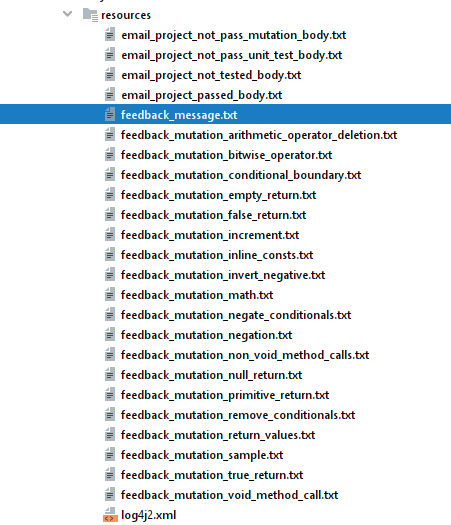 resources
email_project_not_pass_mutation_body.txt
email_project_not_pass_unit_test_body.txt
email_project_not_tested_body.txt
email_project_passed_body.txt
feedback_message.txt
feedback_mutation_arithmetic_operator_deletion.txt
feedback_mutation_bitwise_operator.txt
feedback_mutation_conditional_boundary.txt
feedback_mutation_empty_return.txt
feedback_mutation_false_return.txt
feedback_mutation_increment.txt
feedback_mutation_inline_consts.txt
feedback_mutation_invert_negative.txt
feedback_mutation_math.txt
feedback_mutation_negate_conditionals.txt
feedback_mutation_negation.txt
feedback_mutation_non_void_method_calls.txt
feedback_mutation_null_return.txt
feedback_mutation_primitive_return.txt
feedback_mutation_remove_conditionals.txt
feedback_mutation_return_values.txt
feedback_mutation_sample.txt
feedback_mutation_true_return.txt
feedback_mutation_void_method_call.txt
log4j2.xml